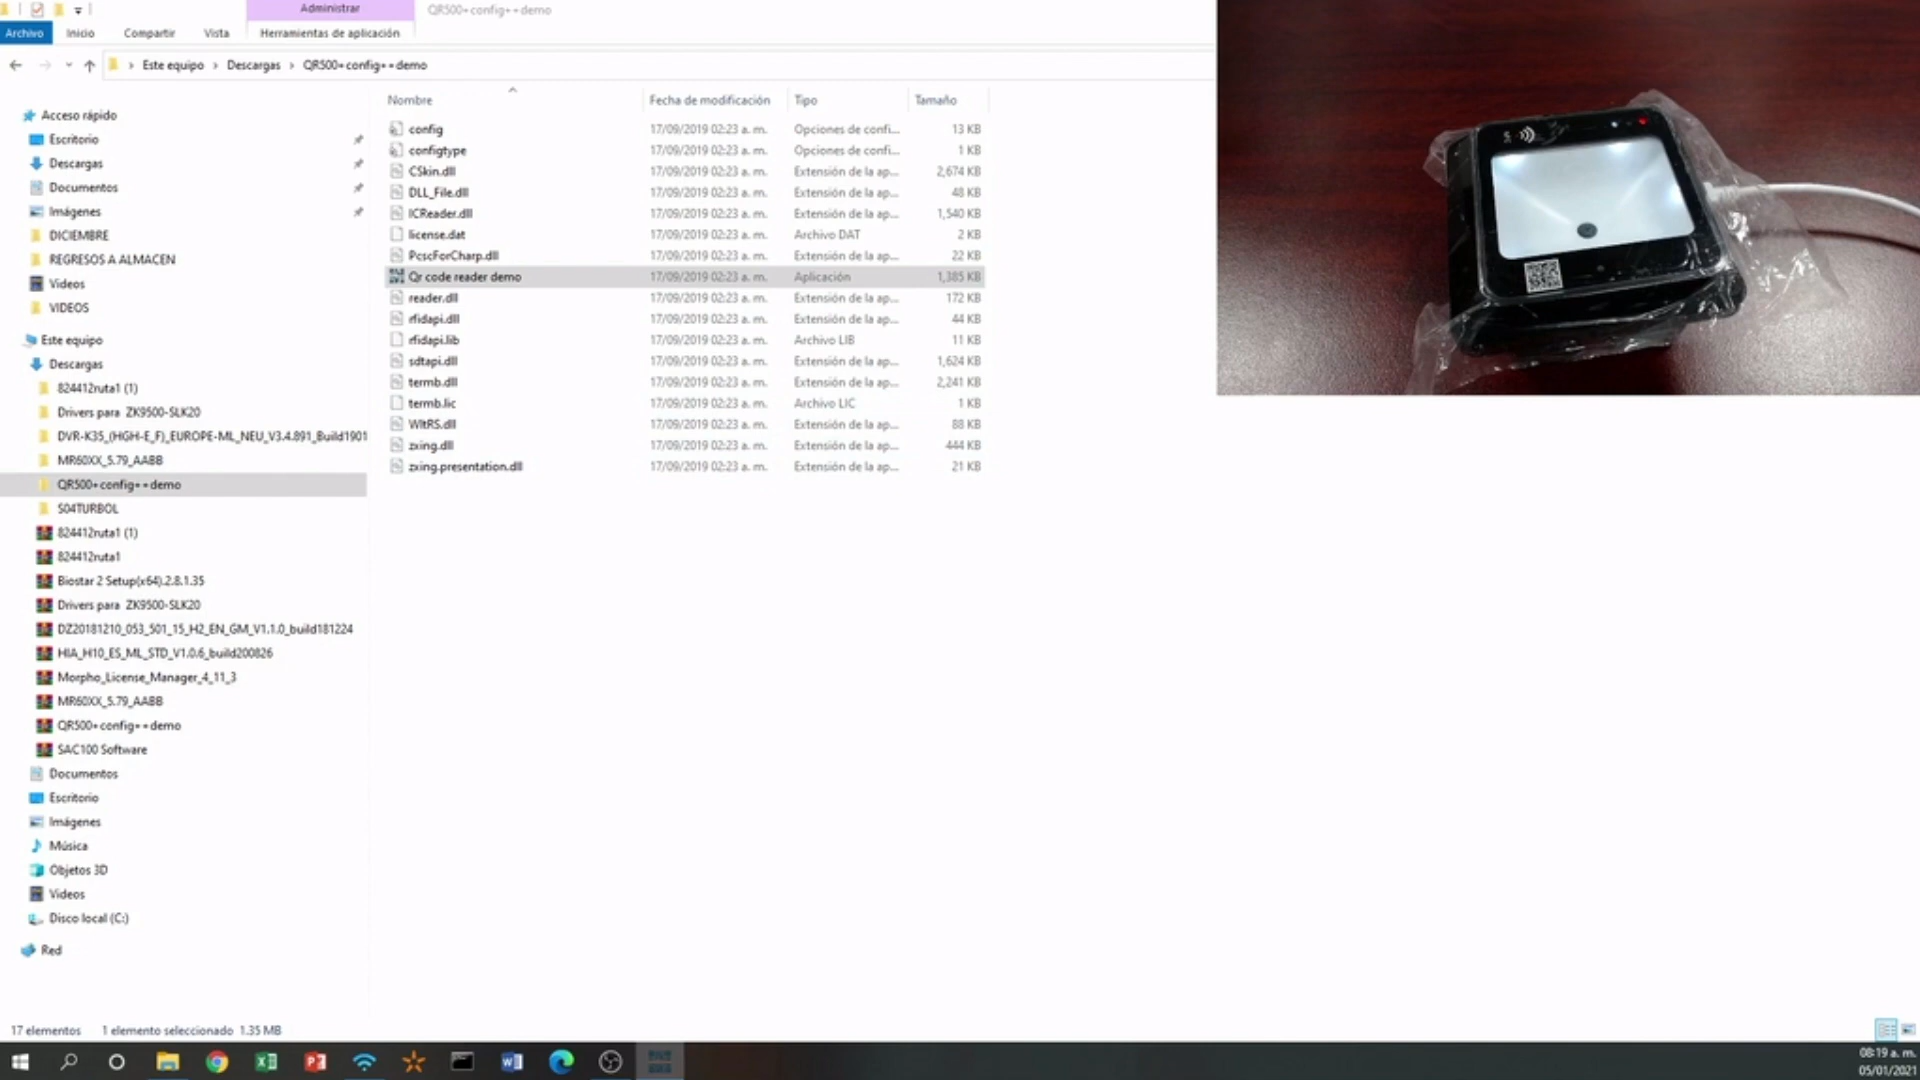 Administrar
QR500+config++demo
Archivo
Inicio
Compartir
Vista
Herramientas de aplicación
Este equipo > Descargas > QR500+config++demo
Nombre
Fecha de modificación
Tipo
Tamaño
config 17/09/2019 02:23 a. m. Opciones de confi... 13 KB
configtype 17/09/2019 02:23 a. m. Opciones de confi... 1 KB
CSkin.dll 17/09/2019 02:23 a. m. Extensión de la ap... 2,674 KB
DLL_File.dll 17/09/2019 02:23 a. m. Extensión de la ap... 48 KB
ICReader.dll 17/09/2019 02:23 a. m. Extensión de la ap... 1,540 KB
license.dat 17/09/2019 02:23 a. m. Archivo DAT 2 KB
PcscForCharp.dll 17/09/2019 02:23 a. m. Extensión de la ap... 22 KB
Qr code reader demo 17/09/2019 02:23 a. m. Aplicación 1,385 KB
reader.dll 17/09/2019 02:23 a. m. Extensión de la ap... 172 KB
rfidapi.dll 17/09/2019 02:23 a. m. Extensión de la ap... 44 KB
rfidapi.lib 17/09/2019 02:23 a. m. Archivo LIB 11 KB
sdtapi.dll 17/09/2019 02:23 a. m. Extensión de la ap... 1,624 KB
termb.dll 17/09/2019 02:23 a. m. Extensión de la ap... 2,241 KB
termb.lic 17/09/2019 02:23 a. m. Archivo LIC 1 KB
WltRS.dll 17/09/2019 02:23 a. m. Extensión de la ap... 88 KB
zxing.dll 17/09/2019 02:23 a. m. Extensión de la ap... 444 KB
zxing.presentation.dll 17/09/2019 02:23 a. m. Extensión de la ap... 21 KB
Acceso rápido
Escritorio
Descargas
Documentos
Imágenes
DICIEMBRE
REGRESOS A ALMACEN
Videos
VIDEOS
Este equipo
Descargas
824412ruta1 (1)
Drivers para ZK9500-SLK20
DVR-K35_(HGH-E_F)_EUROPE-ML_NEU_V3.4.891_Build1901
MR60XX_5.79_AABB
QR500+config++demo
S04TURBOL
824412ruta1 (1)
824412ruta1
Biostar 2 Setup(x64).2.8.1.35
Drivers para ZK9500-SLK20
DZ20181210_053_501_15_H2_EN_GM_V1.1.0_build181224
HIA_H10_ES_ML_STD_V1.0.6_build200826
Morpho_License_Manager_4_11_3
MR60XX_5.79_AABB
QR500+config++demo
SAC100 Software
Documentos
Escritorio
Imágenes
Música
Objetos 3D
Videos
Disco local (C:)
Red
17 elementos
1 elemento seleccionado 1.35 MB
08:19 a. m.
05/01/2021